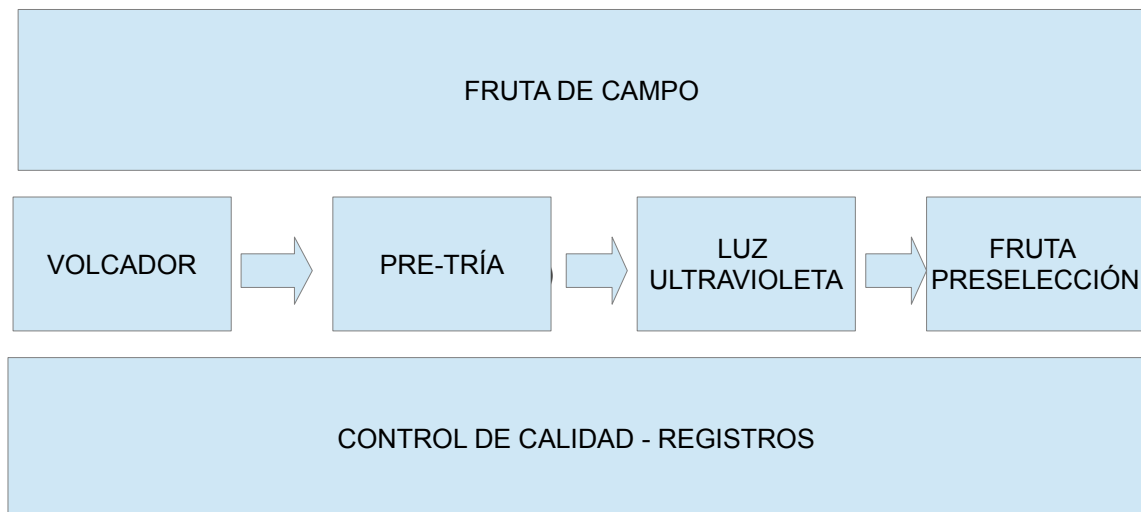 FRUTA DE CAMPO
VOLCADOR
PRE-TRÍA
LUZ
ULTRAVIOLETA
FRUTA
PRESELECCIÓN
CONTROL DE CALIDAD - REGISTROS